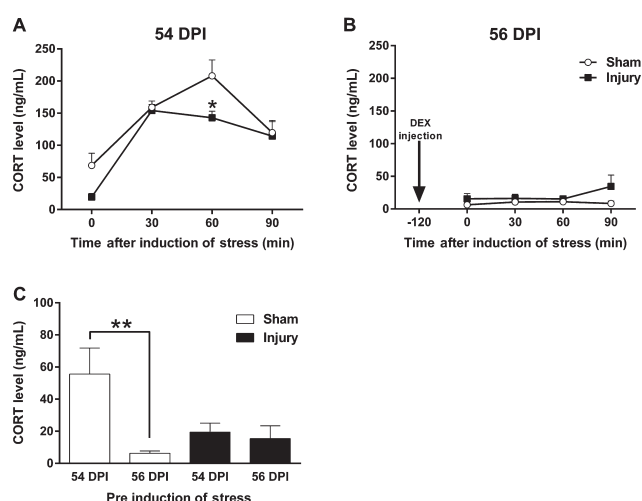 A
54 DPI
CORT level (ng/mL)
250
200
150
100
50
0
*
0 30 60 90
Time after induction of stress (min)
B
56 DPI
CORT level (ng/mL)
250
200
150
100
50
0
Sham
Injury
DEX
injection
-120 0 30 60 90
Time after induction of stress (min)
C
CORT level (ng/mL)
100
80
60
40
20
0
**
Sham
Injury
54 DPI 56 DPI 54 DPI 56 DPI
Pre induction of stress